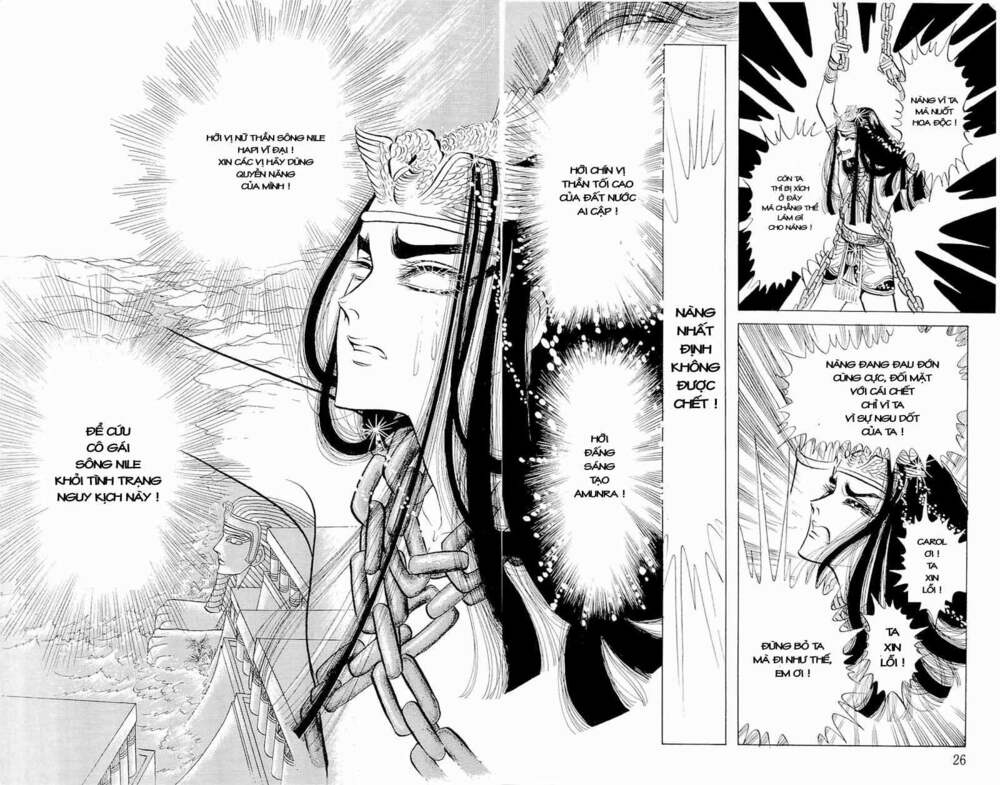 NÀNG VÌ TA
MÀ NUỐT
HOA ĐỘC !
CÒN TA
THÌ BỊ XÍCH
Ở ĐÂY
MÀ CHẲNG THỂ
LÀM GÌ
CHO NÀNG !
NÀNG ĐANG ĐAU ĐỚN
CÙNG CỰC, ĐỐI MẶT
VỚI CÁI CHẾT
CHỈ VÌ TA
VÌ SỰ NGU DỐT
CỦA TA !
CAROL
ƠI !
TA
XIN
LỖI !
TA
XIN
LỖI !
ĐỪNG BỎ TA
MÀ ĐI NHƯ THẾ,
EM ƠI !
NÀNG
NHẤT
ĐỊNH
KHÔNG
ĐƯỢC
CHẾT !
HỠI CHÍN VỊ
THẦN TỐI CAO
CỦA ĐẤT NƯỚC
AI CẬP !
HỠI
ĐẤNG
SÁNG
TẠO
AMUNRA !
HỠI VỊ NỮ THẦN SÔNG NILE
HAPI VĨ ĐẠI !
XIN CÁC VỊ HÃY DÙNG
QUYỀN NĂNG
CỦA MÌNH !
ĐỂ CỨU
CÔ GÁI
SÔNG NILE
KHỎI TÌNH TRẠNG
NGUY KỊCH NÀY !
26